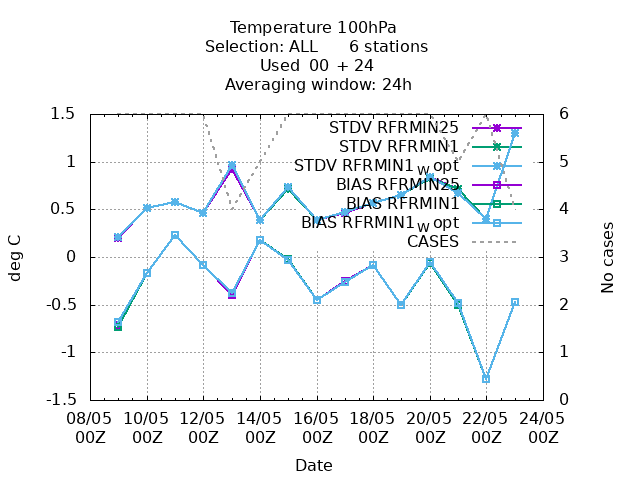 Temperature 100hPa
Selection: ALL 6 stations
Used 00 + 24
Averaging window: 24h
1.5
1
0.5
0
-0.5
-1
-1.5
deg C
6
5
4
3
2
1
0
No cases
STDV RFRMIN25
STDV RFRMIN1
STDV RFRMIN1_W opt
BIAS RFRMIN25
BIAS RFRMIN1
BIAS RFRMIN1_W opt
CASES
08/05 10/05 12/05 14/05 16/05 18/05 20/05 22/05 24/05
00Z 00Z 00Z 00Z 00Z 00Z 00Z 00Z 00Z
Date